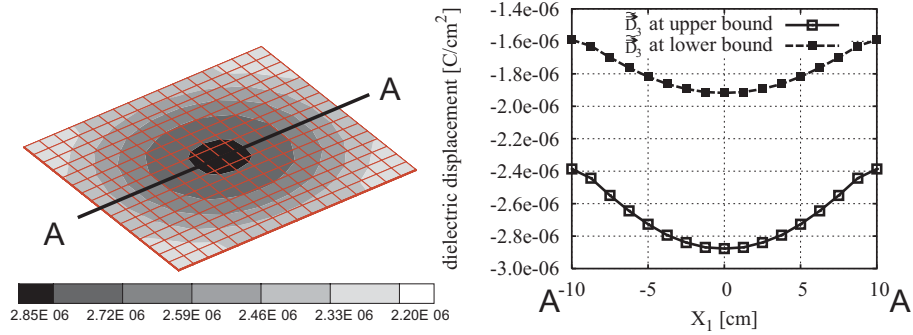 A
A
2.85E 06 2.72E 06 2.59E 06 2.46E 06 2.33E 06 2.20E 06
dielectric displacement [C/cm²]
-1.4e-06
-1.6e-06
-1.8e-06
-2.0e-06
-2.2e-06
-2.4e-06
-2.6e-06
-2.8e-06
-3.0e-06
D̃⃗₃ at upper bound
D̃⃗₃ at lower bound
A -10 -5 0 5 10 A
X₁ [cm]